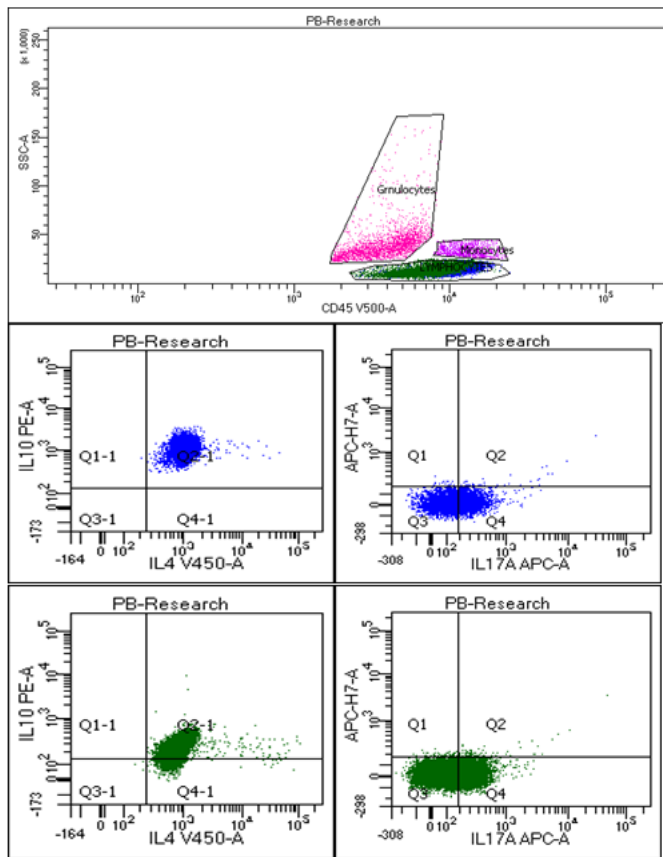 PB-Research
(x 1,000)
SSC-A
250
200
150
100
50
Grnulocytes
Monocytes
10² 10³ 10⁴ 10⁵
CD45 V500-A
PB-Research
IL10 PE-A
10⁵
10⁴
10³
0 10²
-173
Q1-1 Q2-1
Q3-1 Q4-1
-164 0 10² 10³ 10⁴ 10⁵
IL4 V450-A
PB-Research
APC-H7-A
10⁵
10⁴
10³
0
-298
Q1 Q2
Q3 Q4
-308 0 10² 10³ 10⁴ 10⁵
IL17A APC-A
PB-Research
IL10 PE-A
10⁵
10⁴
10³
0 10²
-173
Q1-1 Q2-1
Q3-1 Q4-1
-164 0 10² 10³ 10⁴ 10⁵
IL4 V450-A
PB-Research
APC-H7-A
10⁵
10⁴
10³
0
-298
Q1 Q2
Q3 Q4
-308 0 10² 10³ 10⁴ 10⁵
IL17A APC-A